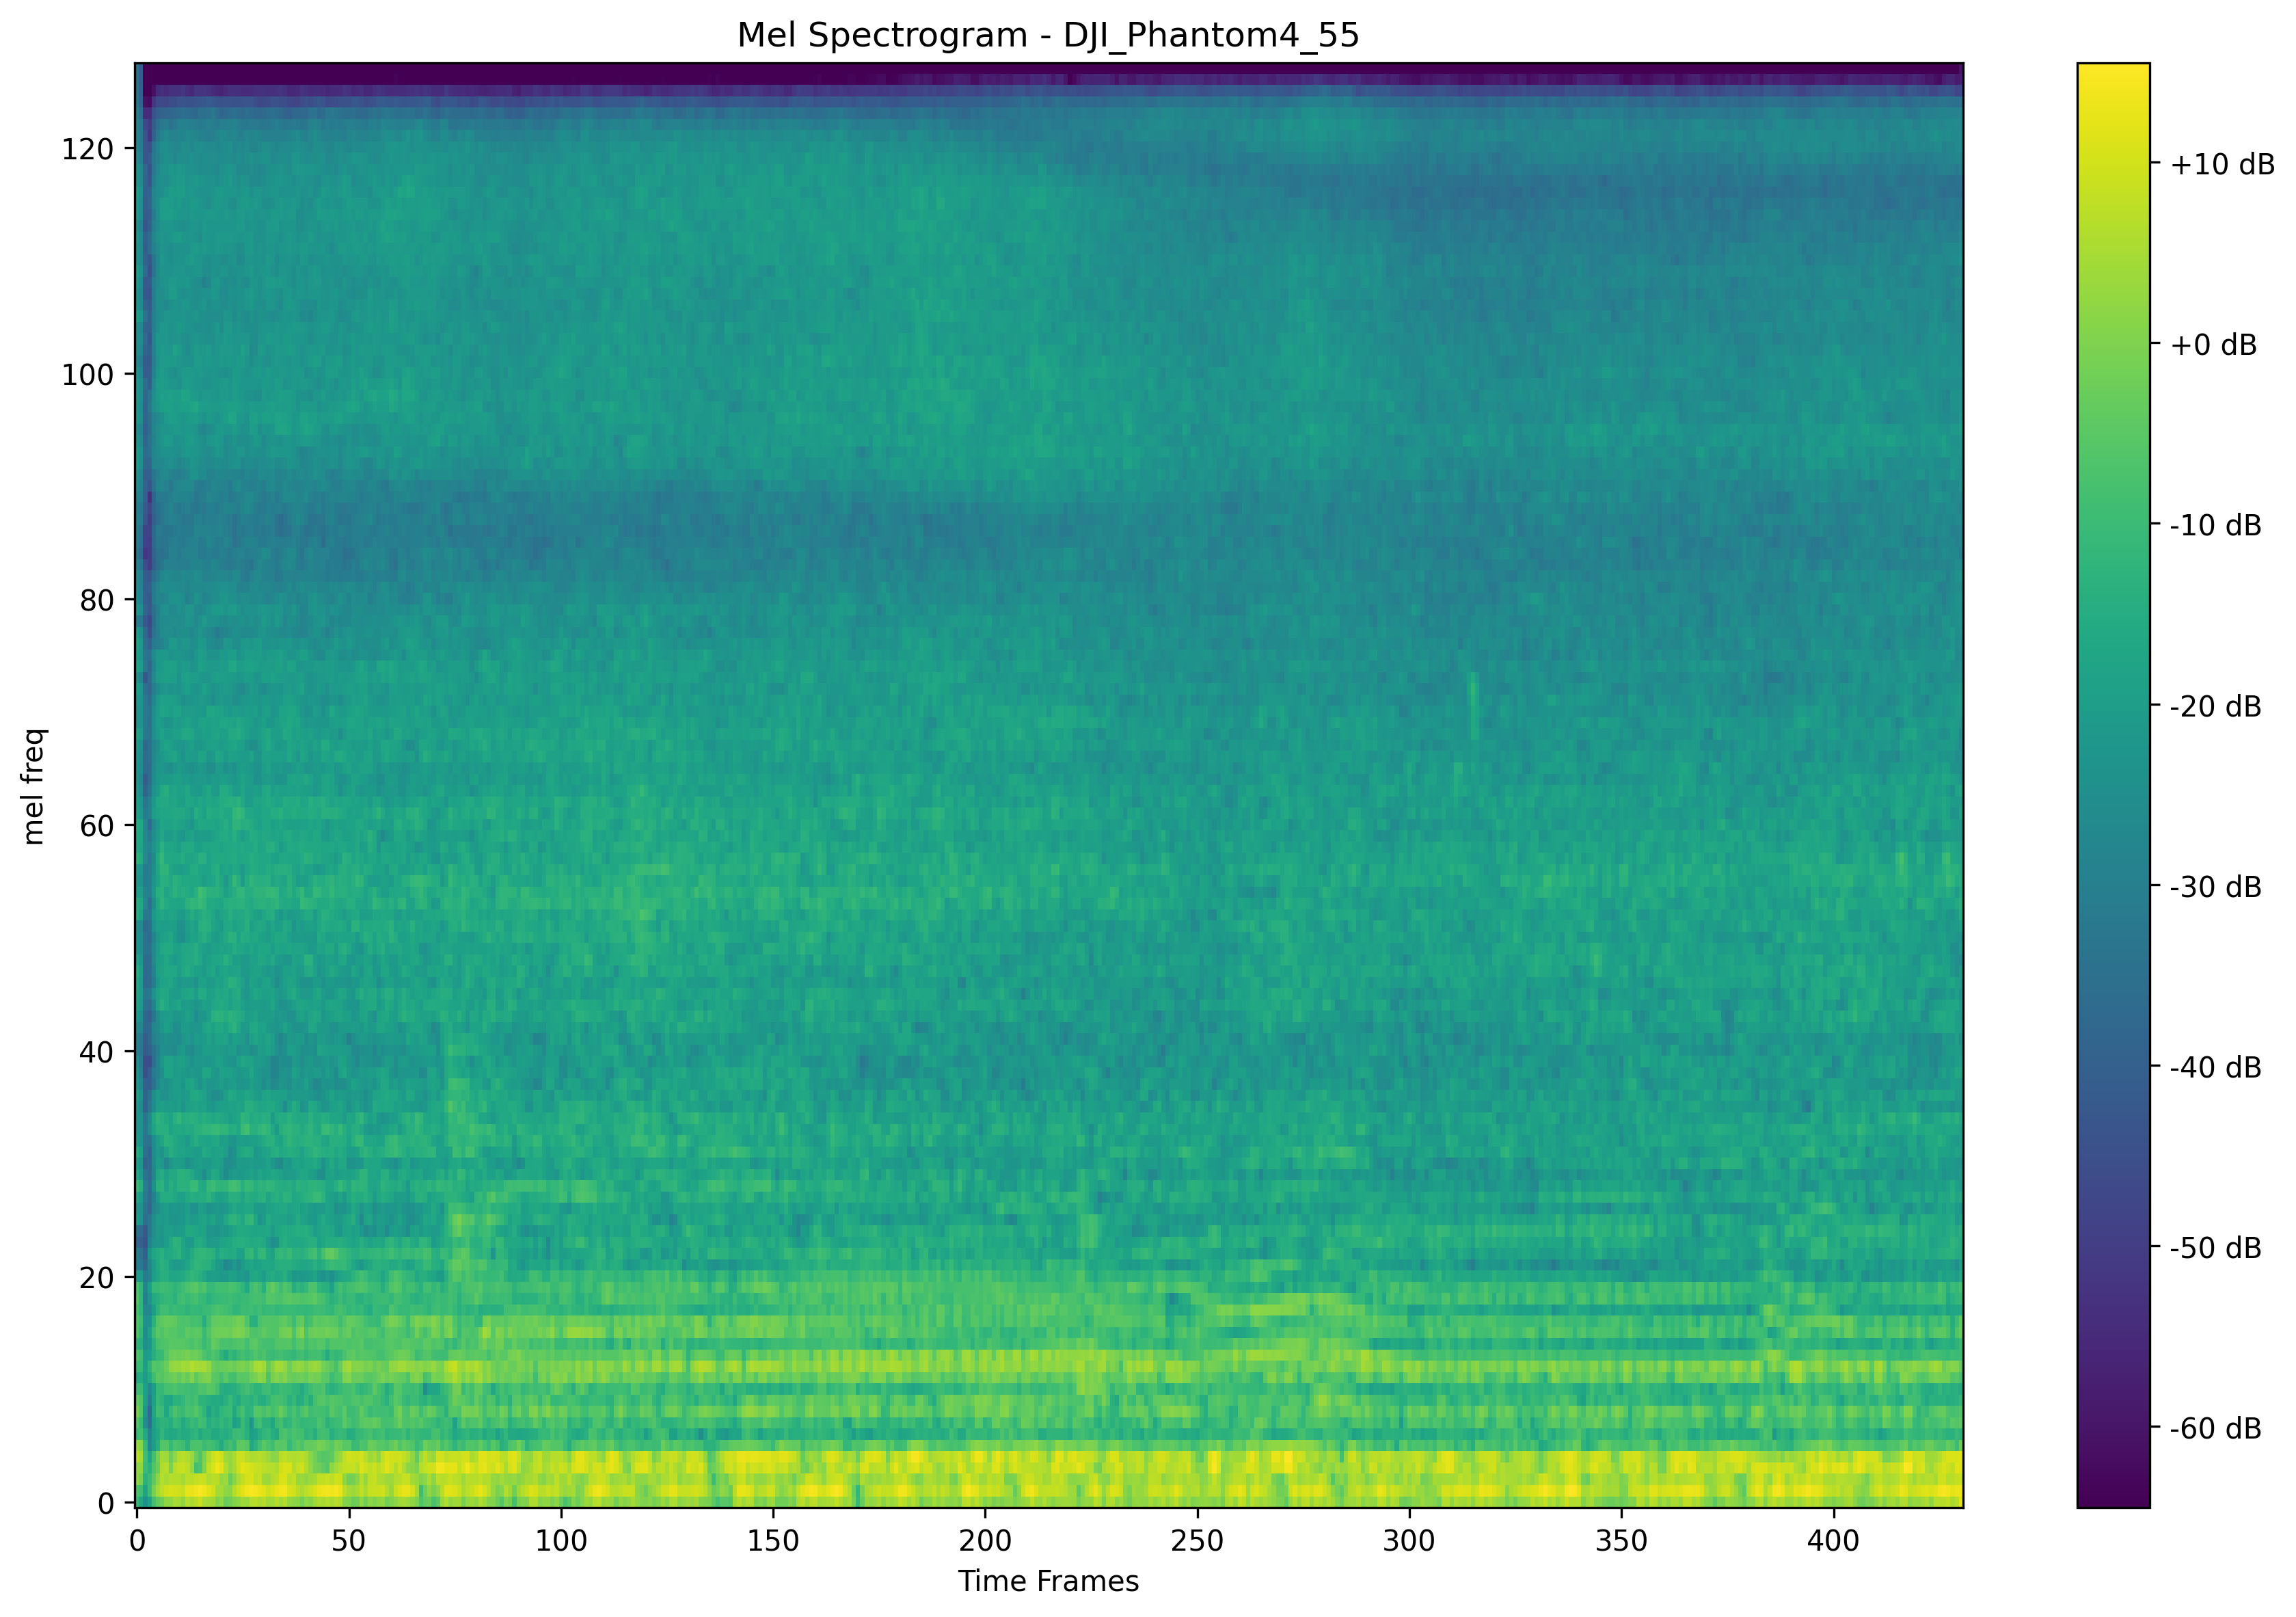 Mel Spectrogram - DJI_Phantom4_55
mel freq
120
100
80
60
40
20
0
0 50 100 150 200 250 300 350 400
Time Frames
+10 dB
+0 dB
-10 dB
-20 dB
-30 dB
-40 dB
-50 dB
-60 dB